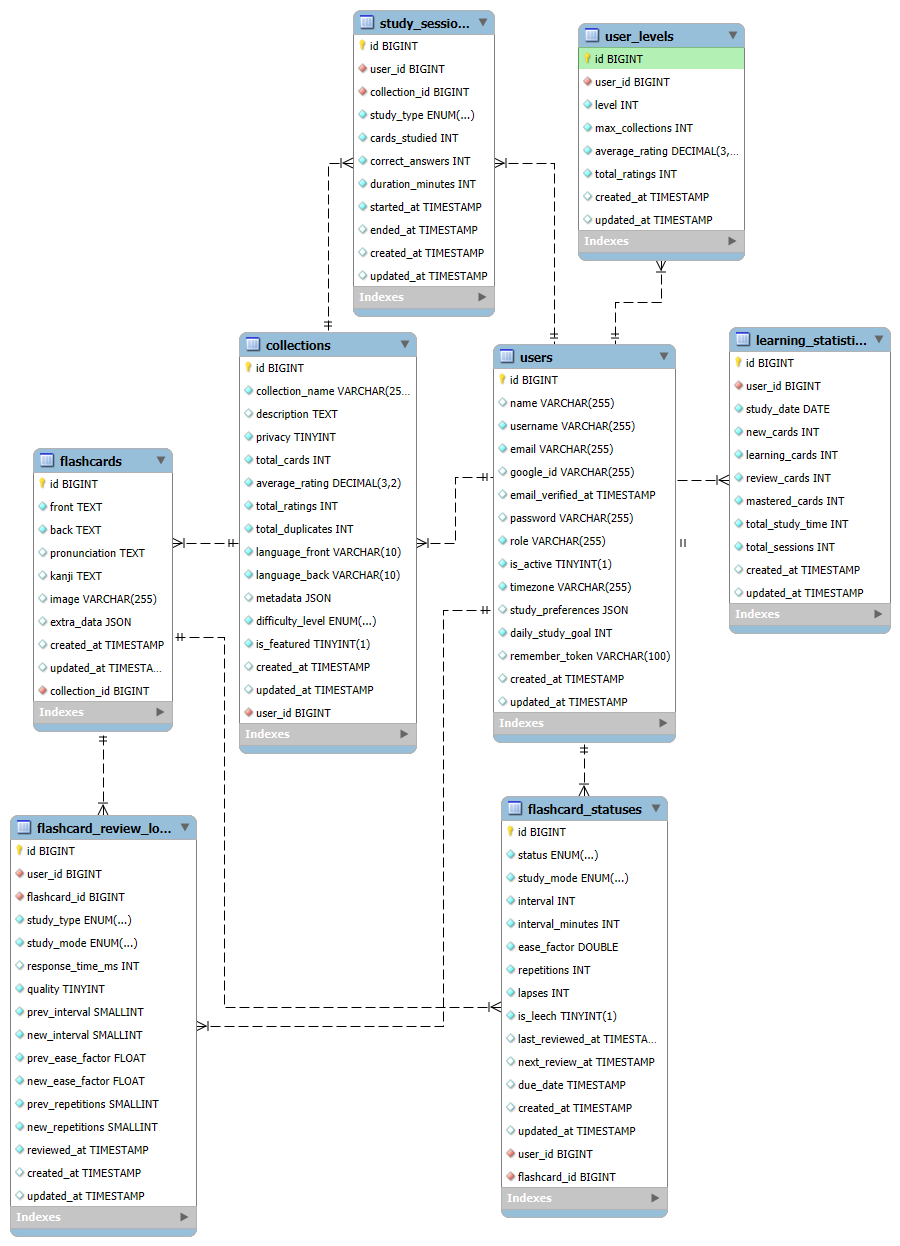 study_sessio...
id BIGINT
user_id BIGINT
collection_id BIGINT
study_type ENUM(...)
cards_studied INT
correct_answers INT
duration_minutes INT
started_at TIMESTAMP
ended_at TIMESTAMP
created_at TIMESTAMP
updated_at TIMESTAMP
Indexes
user_levels
id BIGINT
user_id BIGINT
level INT
max_collections INT
average_rating DECIMAL(3,...
total_ratings INT
created_at TIMESTAMP
updated_at TIMESTAMP
Indexes
collections
id BIGINT
collection_name VARCHAR(25...
description TEXT
privacy TINYINT
total_cards INT
average_rating DECIMAL(3,2)
total_ratings INT
total_duplicates INT
language_front VARCHAR(10)
language_back VARCHAR(10)
metadata JSON
difficulty_level ENUM(...)
is_featured TINYINT(1)
created_at TIMESTAMP
updated_at TIMESTAMP
user_id BIGINT
Indexes
users
id BIGINT
name VARCHAR(255)
username VARCHAR(255)
email VARCHAR(255)
google_id VARCHAR(255)
email_verified_at TIMESTAMP
password VARCHAR(255)
role VARCHAR(255)
is_active TINYINT(1)
timezone VARCHAR(255)
study_preferences JSON
daily_study_goal INT
remember_token VARCHAR(100)
created_at TIMESTAMP
updated_at TIMESTAMP
Indexes
learning_statisti...
id BIGINT
user_id BIGINT
study_date DATE
new_cards INT
learning_cards INT
review_cards INT
mastered_cards INT
total_study_time INT
total_sessions INT
created_at TIMESTAMP
updated_at TIMESTAMP
Indexes
flashcards
id BIGINT
front TEXT
back TEXT
pronunciation TEXT
kanji TEXT
image VARCHAR(255)
extra_data JSON
created_at TIMESTAMP
updated_at TIMESTA...
collection_id BIGINT
Indexes
flashcard_review_lo...
id BIGINT
user_id BIGINT
flashcard_id BIGINT
study_type ENUM(...)
study_mode ENUM(...)
response_time_ms INT
quality TINYINT
prev_interval SMALLINT
new_interval SMALLINT
prev_ease_factor FLOAT
new_ease_factor FLOAT
prev_repetitions SMALLINT
new_repetitions SMALLINT
reviewed_at TIMESTAMP
created_at TIMESTAMP
updated_at TIMESTAMP
Indexes
flashcard_statuses
id BIGINT
status ENUM(...)
study_mode ENUM(...)
interval INT
interval_minutes INT
ease_factor DOUBLE
repetitions INT
lapses INT
is_leech TINYINT(1)
last_reviewed_at TIMESTA...
next_review_at TIMESTAMP
due_date TIMESTAMP
created_at TIMESTAMP
updated_at TIMESTAMP
user_id BIGINT
flashcard_id BIGINT
Indexes